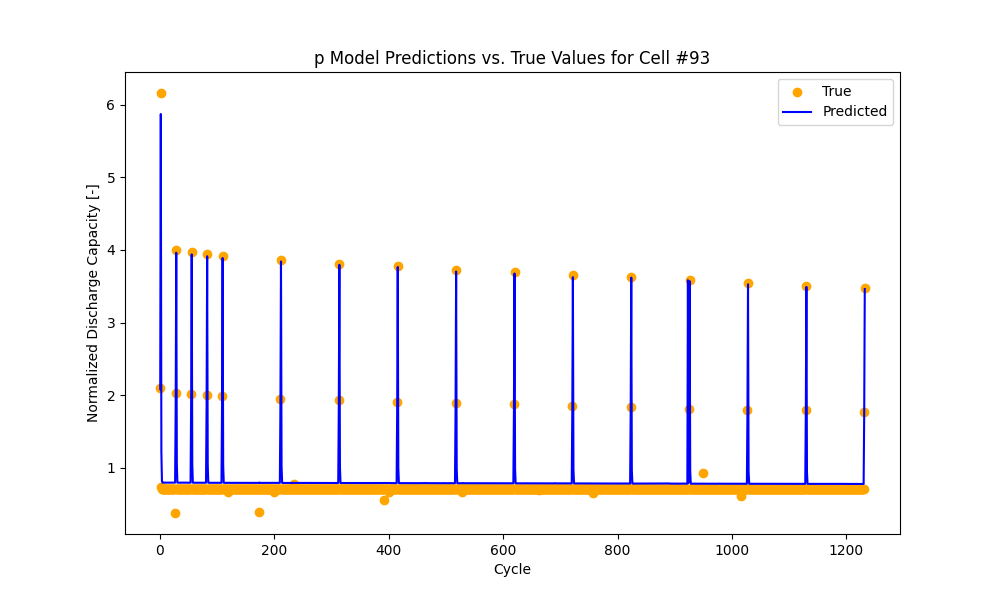 p Model Predictions vs. True Values for Cell #93
True
Predicted
Normalized Discharge Capacity [-]
6
5
4
3
2
1
0 200 400 600 800 1000 1200
Cycle